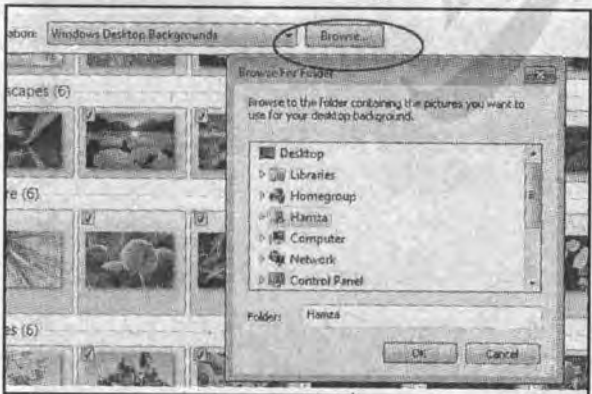 ation: Windows Desktop Backgrounds Browse...
scapes (6)
Browse For Folder
Browse to the folder containing the pictures you want to
use for your desktop background.
Desktop
Libraries
Homegroup
Hamza
Computer
Network
Control Panel
re (6)
Folder: Hamza
es (6)
OK Cancel